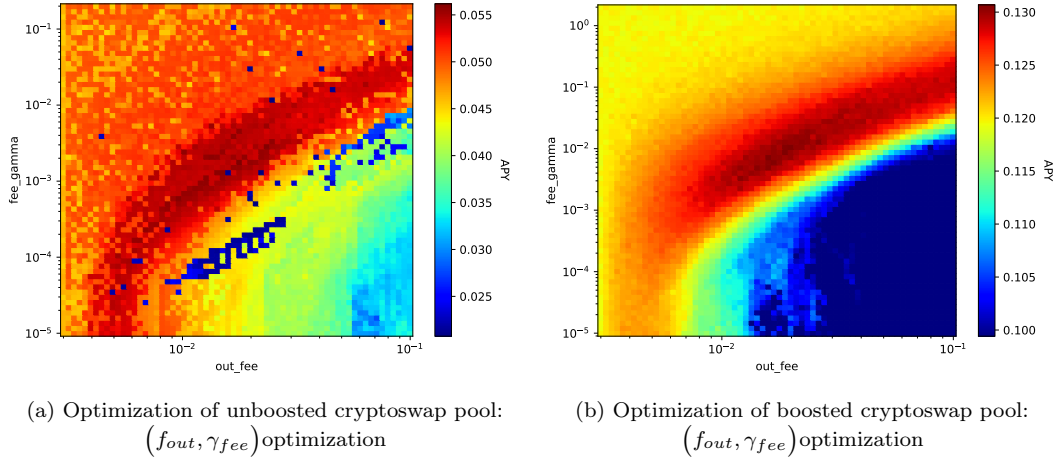 10⁻¹
10⁻²
10⁻³
10⁻⁴
10⁻⁵
fee_gamma
10⁻²
10⁻¹
out_fee
0.055
0.050
0.045
0.040
0.035
0.030
0.025
APY
10⁰
10⁻¹
10⁻²
10⁻³
10⁻⁴
10⁻⁵
fee_gamma
10⁻²
10⁻¹
out_fee
0.130
0.125
0.120
0.115
0.110
0.105
0.100
APY
(a) Optimization of unboosted cryptoswap pool:
(f_out, γ_fee) optimization
(b) Optimization of boosted cryptoswap pool:
(f_out, γ_fee) optimization